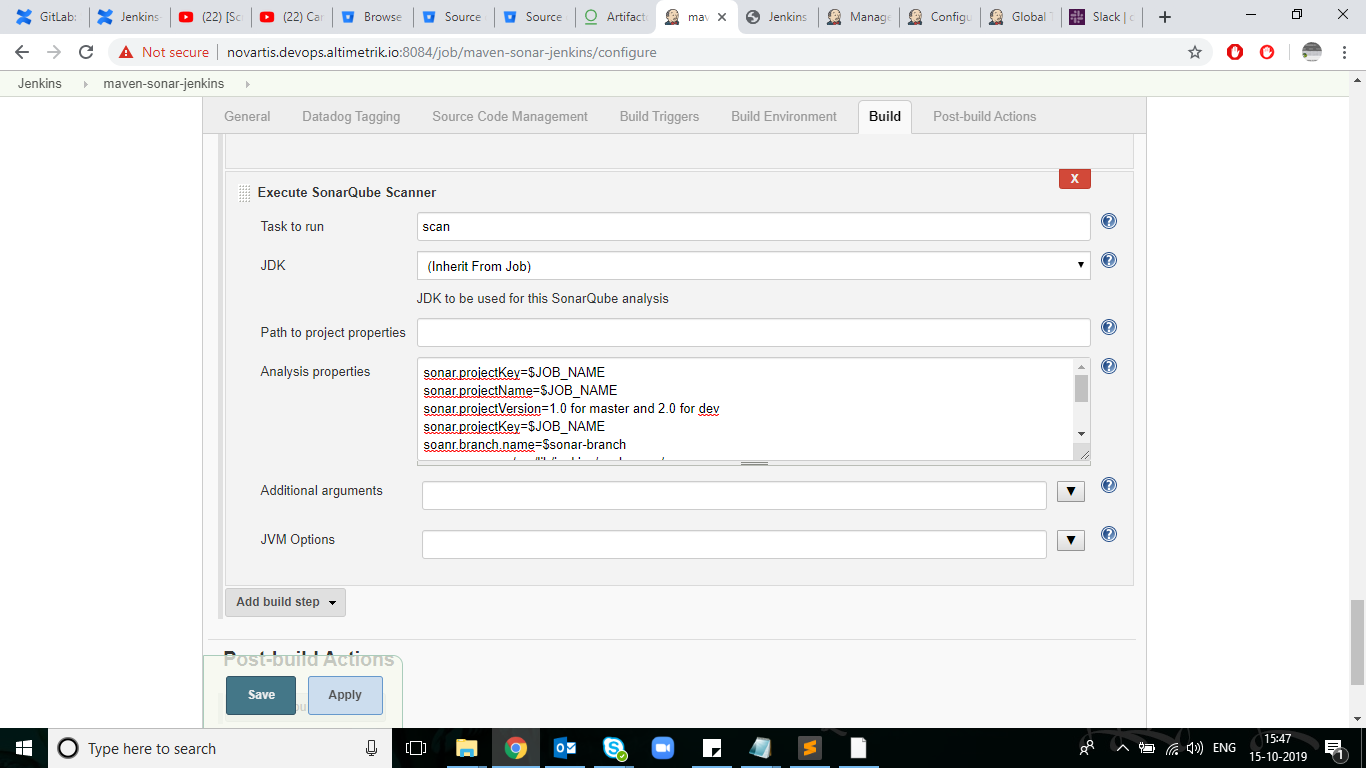 GitLab:
Jenkins-
(22) [Sc
(22) Car
Browse
Source
Source
Artifact
mav
Jenkins
Manage
Configu
Global T
Slack | c
Not secure
novartis.devops.altimetrik.io:8084/job/maven-sonar-jenkins/configure
Jenkins
maven-sonar-jenkins
General
Datadog Tagging
Source Code Management
Build Triggers
Build Environment
Build
Post-build Actions
Execute SonarQube Scanner
X
Task to run
scan
JDK
(Inherit From Job)
JDK to be used for this SonarQube analysis
Path to project properties
Analysis properties
sonar.projectKey=$JOB_NAME
sonar.projectName=$JOB_NAME
sonar.projectVersion=1.0 for master and 2.0 for dev
sonar.projectKey=$JOB_NAME
soanr.branch.name=$sonar-branch
Additional arguments
JVM Options
Add build step
Post-build Actions
Save
Apply
Type here to search
ENG
15:47
15-10-2019
1